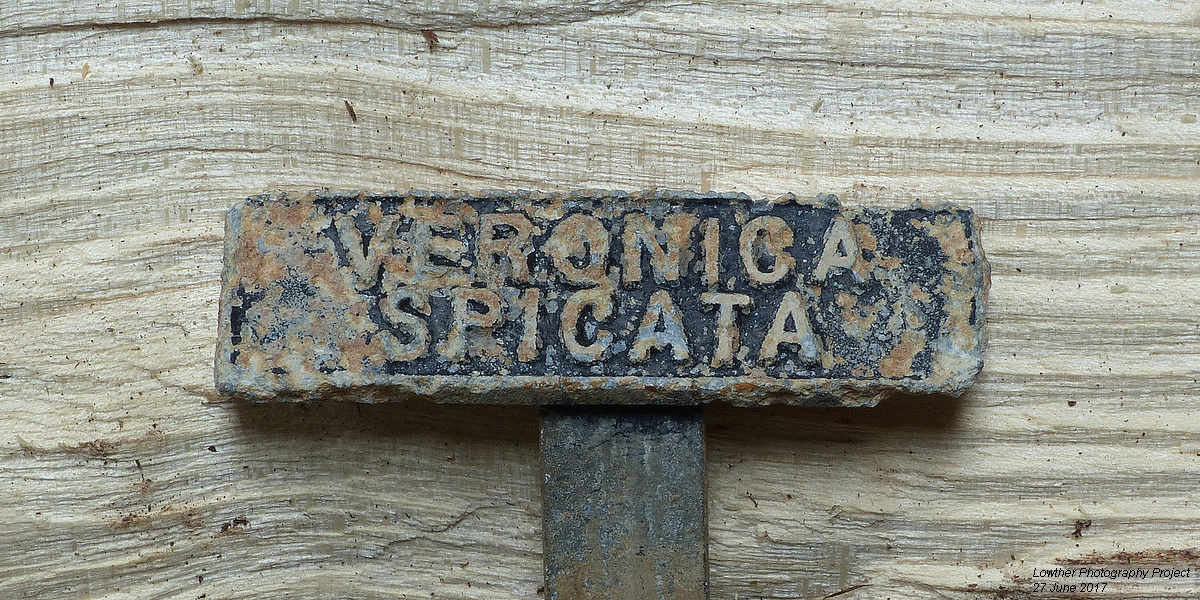 VERONICA
SPICATA
Lowther Photography Project
27 June 2017